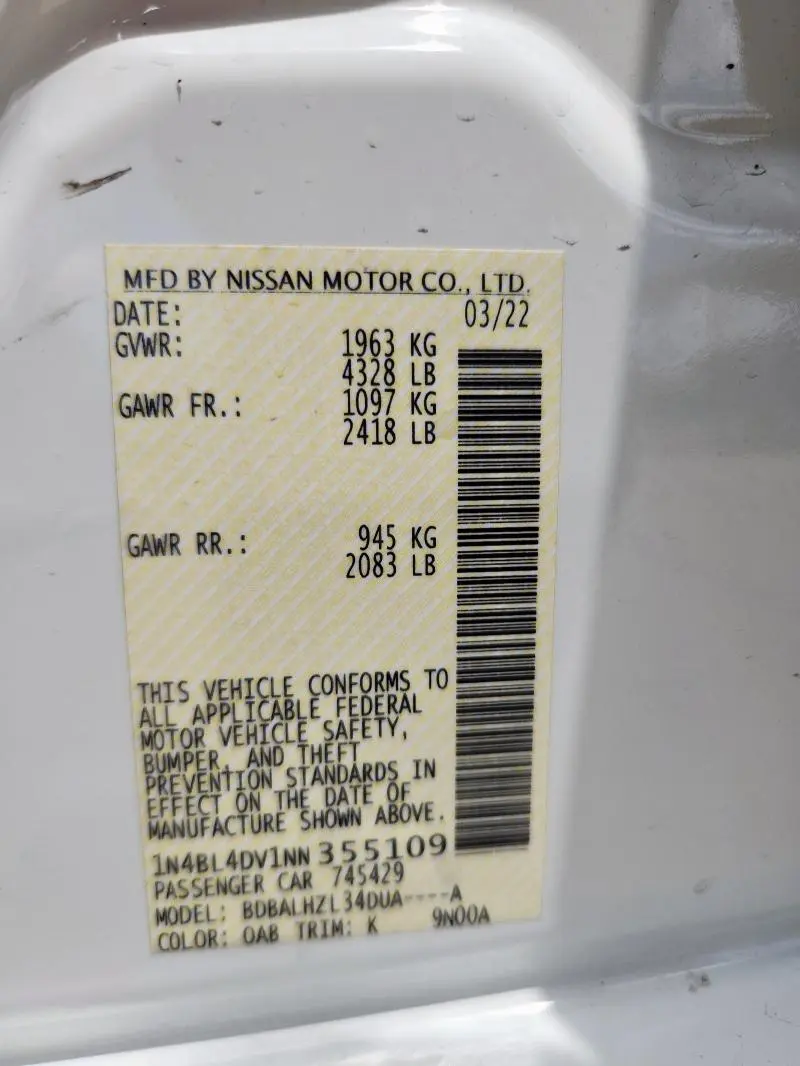 MFD BY NISSAN MOTOR CO., LTD.
DATE: 03/22
GVWR: 1963 KG
4328 LB
GAWR FR.: 1097 KG
2418 LB
GAWR RR.: 945 KG
2083 LB
THIS VEHICLE CONFORMS TO
ALL APPLICABLE FEDERAL
MOTOR VEHICLE SAFETY,
BUMPER, AND THEFT
PREVENTION STANDARDS IN
EFFECT ON THE DATE OF
MANUFACTURE SHOWN ABOVE.
1N4BL4DV1NN 355109
PASSENGER CAR 745429
MODEL: BDBALHZL34DUA----A
COLOR: QAB TRIM: K 9N00A